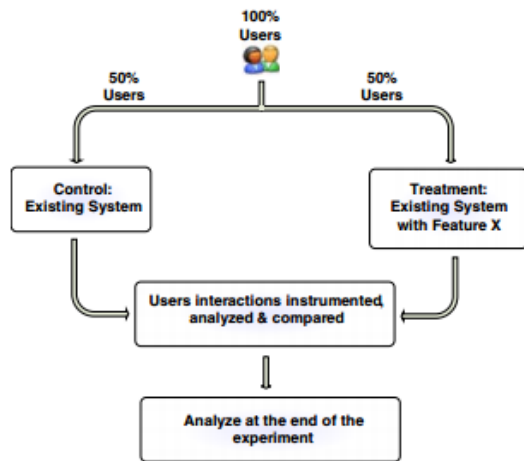 100%
Users
50%
Users
50%
Users
Control:
Existing System
Treatment:
Existing System
with Feature X
Users interactions instrumented,
analyzed & compared
Analyze at the end of the
experiment